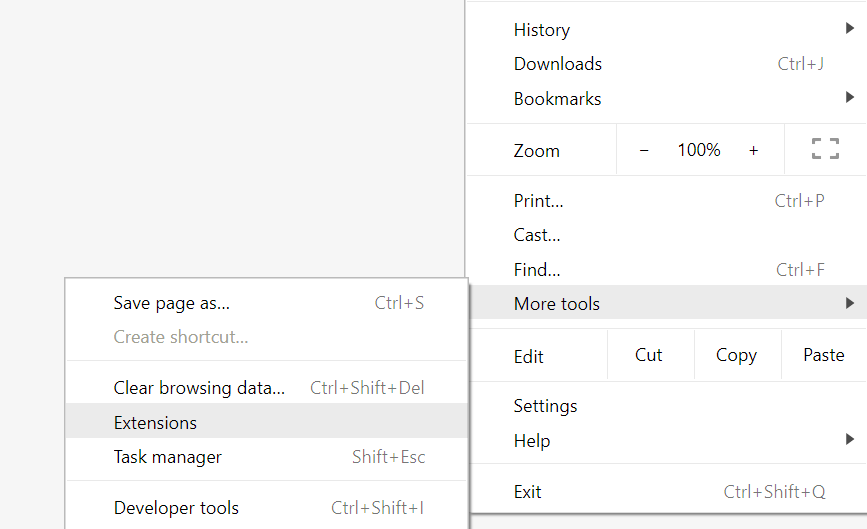 History
Downloads Ctrl+J
Bookmarks
Zoom − 100% +
Print... Ctrl+P
Cast...
Find... Ctrl+F
More tools
Edit Cut Copy Paste
Settings
Help
Exit Ctrl+Shift+Q
Save page as... Ctrl+S
Create shortcut...
Clear browsing data... Ctrl+Shift+Del
Extensions
Task manager Shift+Esc
Developer tools Ctrl+Shift+I